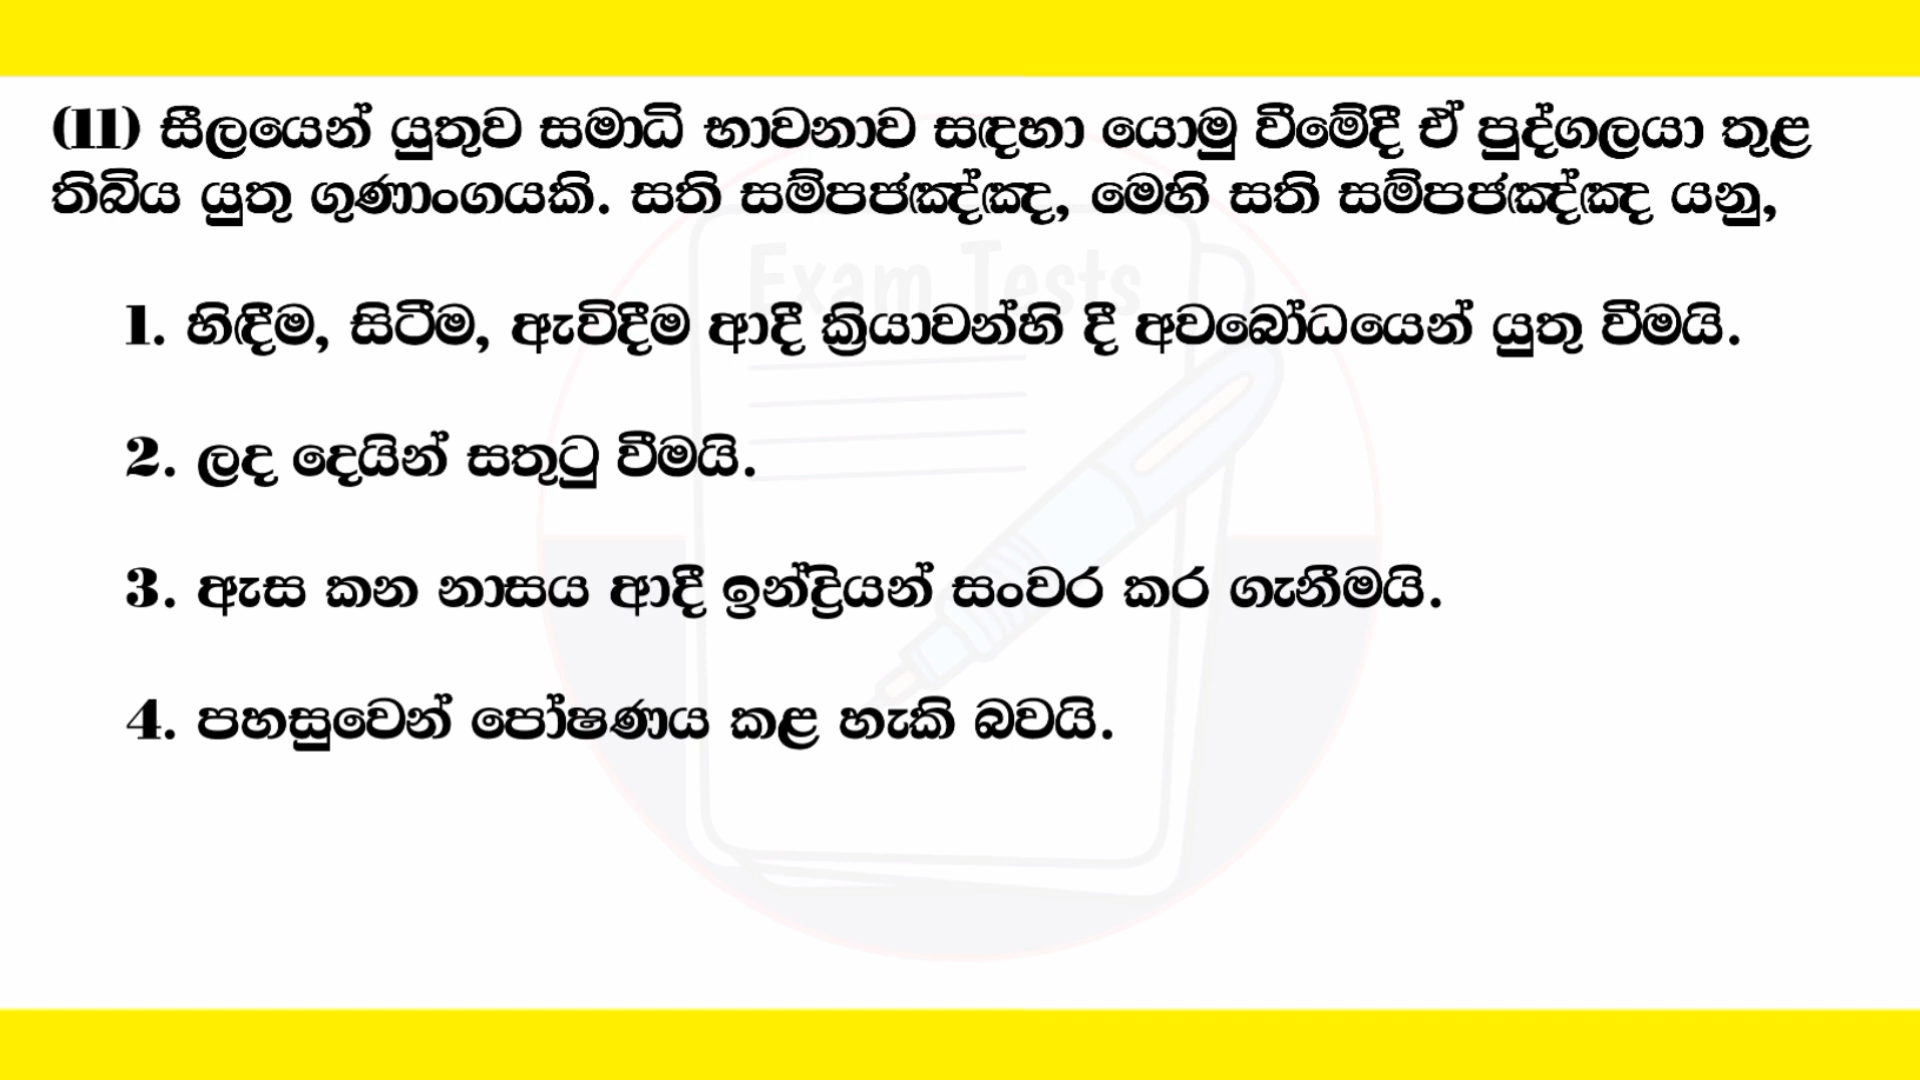 (11) සීලයෙන් යුතුව සමාධි භාවනාව සඳහා යොමු වීමේදී ඒ පුද්ගලයා තුළ
තිබිය යුතු ගුණාංගයකි. සති සම්පජඤ්ඤ, මෙහි සති සම්පජඤ්ඤ යනු,
Exam Tests
1. හිඳීම, සිටීම, ඇවිදීම ආදී ක්‍රියාවන්හි දී අවබෝධයෙන් යුතු වීමයි.
2. ලද දෙයින් සතුටු වීමයි.
3. ඇස කන නාසය ආදී ඉන්ද්‍රියන් සංවර කර ගැනීමයි.
4. පහසුවෙන් පෝෂණය කළ හැකි බවයි.